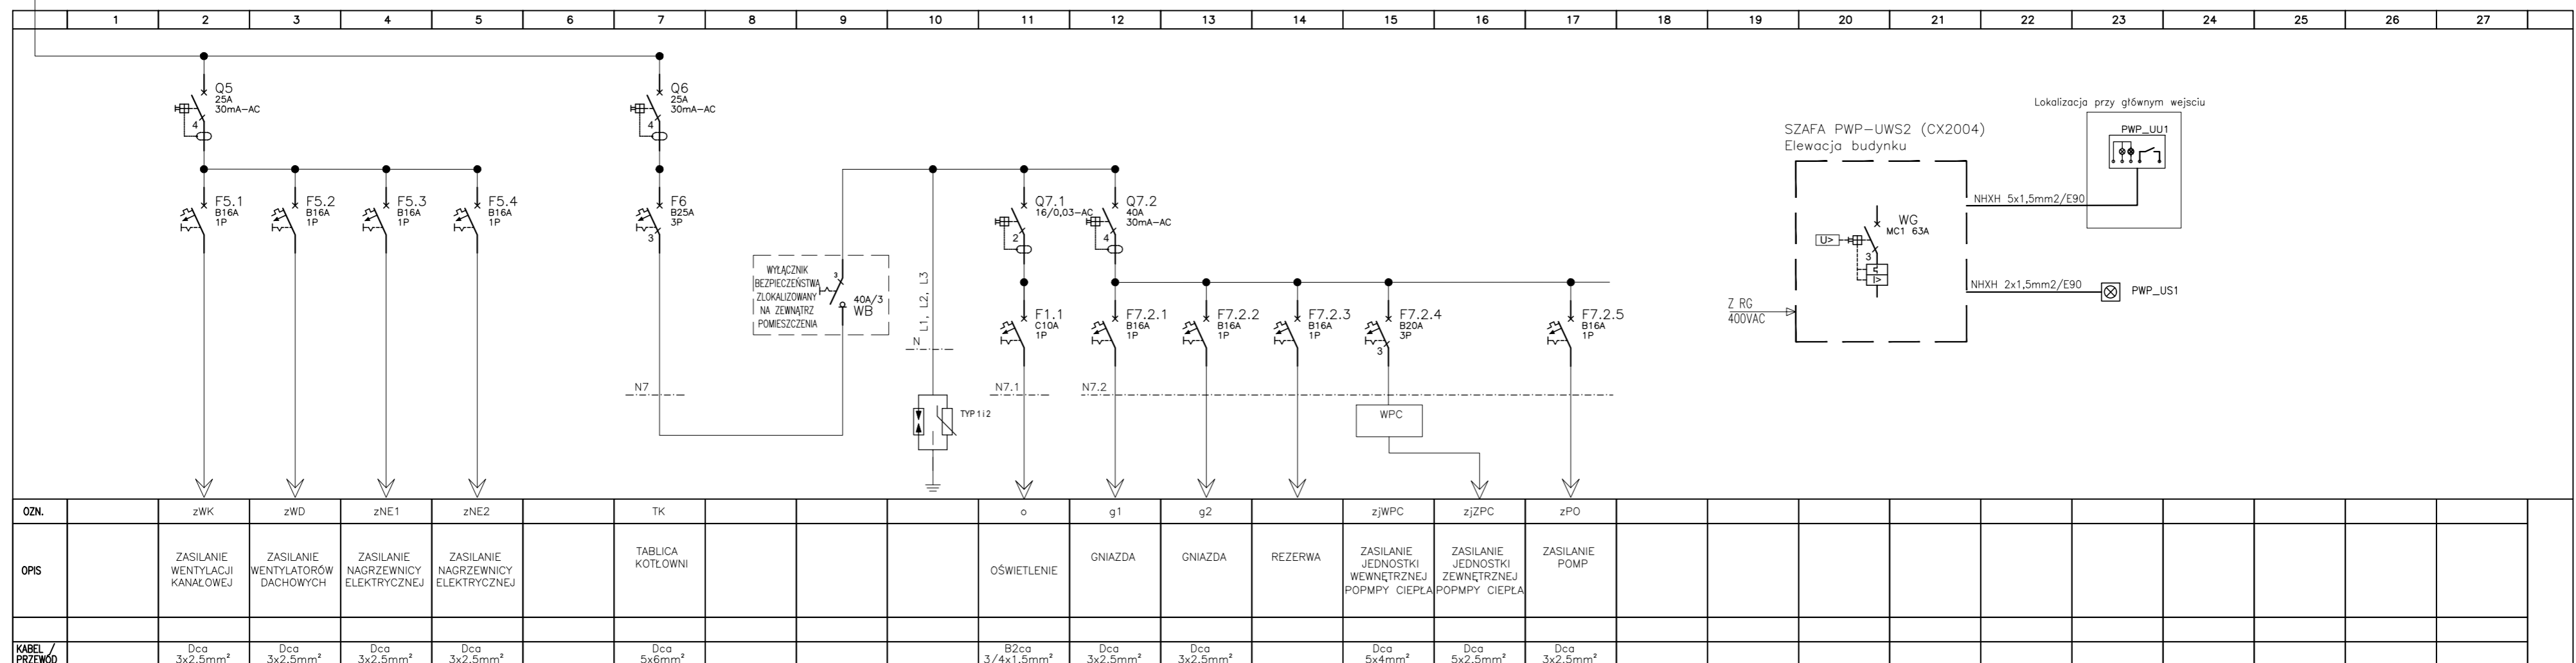 1 2 3 4 5 6 7 8 9 10 11 12 13 14 15 16 17 18 19 20 21 22 23 24 25 26 27
Q5
25A
30mA-AC
4
Q6
25A
30mA-AC
4
F5.1
B16A
1P
F5.2
B16A
1P
F5.3
B16A
1P
F5.4
B16A
1P
F6
B25A
3P
3
N7
WYŁĄCZNIK
BEZPIECZEŃSTWA
ZLOKALIZOWANY
NA ZEWNĄTRZ
POMIESZCZENIA
3
40A/3
WB
L1, L2, L3
N
TYP 1 i 2
Q7.1
16/0,03-AC
2
Q7.2
40A
30mA-AC
4
F1.1
C10A
1P
F7.2.1
B16A
1P
F7.2.2
B16A
1P
F7.2.3
B16A
1P
F7.2.4
B20A
3P
3
F7.2.5
B16A
1P
N7.1
N7.2
WPC
Z RG
400VAC
SZAFA PWP-UWS2 (CX2004)
Elewacja budynku
U>
WG
MC1 63A
3
I>
Lokalizacja przy głównym wejsciu
PWP_UU1
NHXH 5x1,5mm2/E90
NHXH 2x1,5mm2/E90
PWP_US1
OZN. zWK zWD zNE1 zNE2 TK o g1 g2 zjWPC zjZPC zPO
OPIS
ZASILANIE
WENTYLACJI
KANAŁOWEJ
ZASILANIE
WENTYLATORÓW
DACHOWYCH
ZASILANIE
NAGRZEWNICY
ELEKTRYCZNEJ
ZASILANIE
NAGRZEWNICY
ELEKTRYCZNEJ
TABLICA
KOTŁOWNI
OŚWIETLENIE
GNIAZDA
GNIAZDA
REZERWA
ZASILANIE
JEDNOSTKI
WEWNĘTRZNEJ
POPMPY CIEPŁA
ZASILANIE
JEDNOSTKI
ZEWNĘTRZNEJ
POPMPY CIEPŁA
ZASILANIE
POMP
KABEL /
PRZEWÓD
Dca
3x2,5mm²
Dca
3x2,5mm²
Dca
3x2,5mm²
Dca
3x2,5mm²
Dca
5x6mm²
B2ca
3/4x1,5mm²
Dca
3x2,5mm²
Dca
3x2,5mm²
Dca
5x4mm²
Dca
5x2,5mm²
Dca
3x2,5mm²